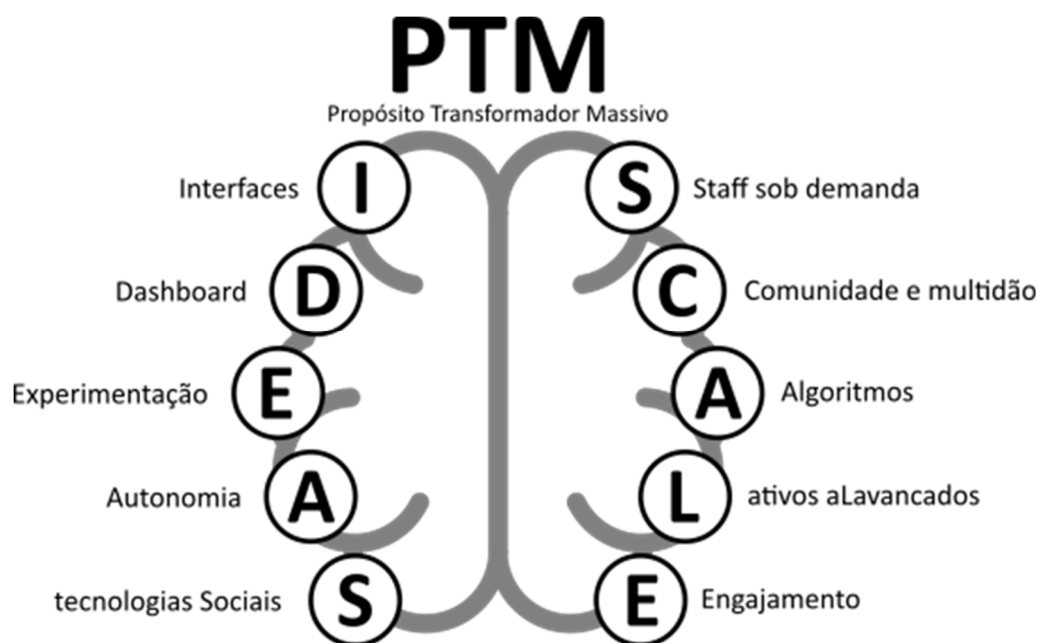 PTM
Propósito Transformador Massivo
Interfaces I S Staff sob demanda
Dashboard D C Comunidade e multidão
Experimentação E A Algoritmos
Autonomia A L ativos aLavancados
tecnologias Sociais S E Engajamento